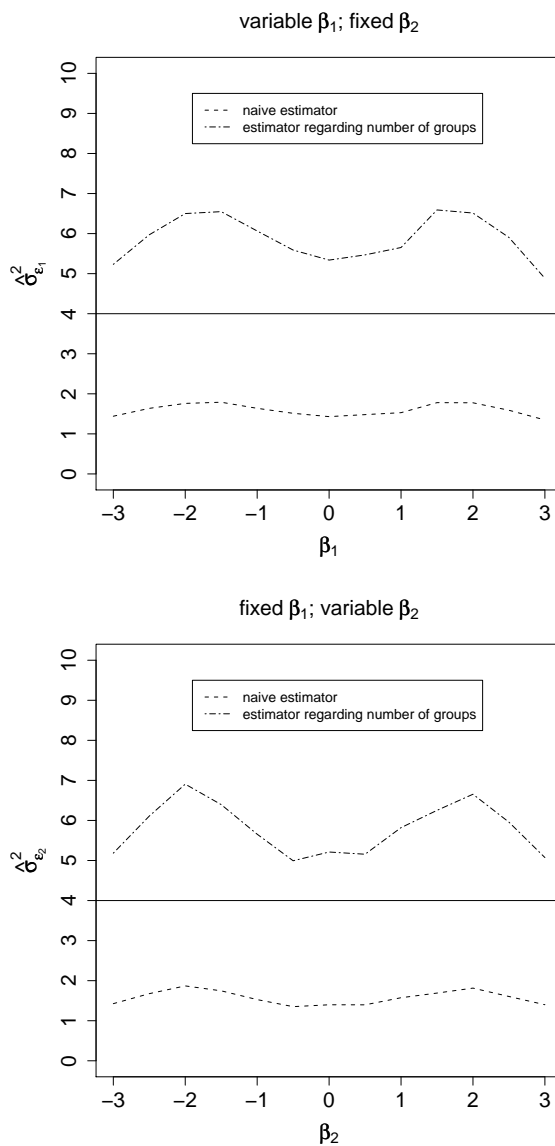 variable β₁; fixed β₂
σ̂²ε₁
10
9
8
7
6
5
4
3
2
1
0
naive estimator
estimator regarding number of groups
−3 −2 −1 0 1 2 3
β₁
fixed β₁; variable β₂
σ̂²ε₂
10
9
8
7
6
5
4
3
2
1
0
naive estimator
estimator regarding number of groups
−3 −2 −1 0 1 2 3
β₂